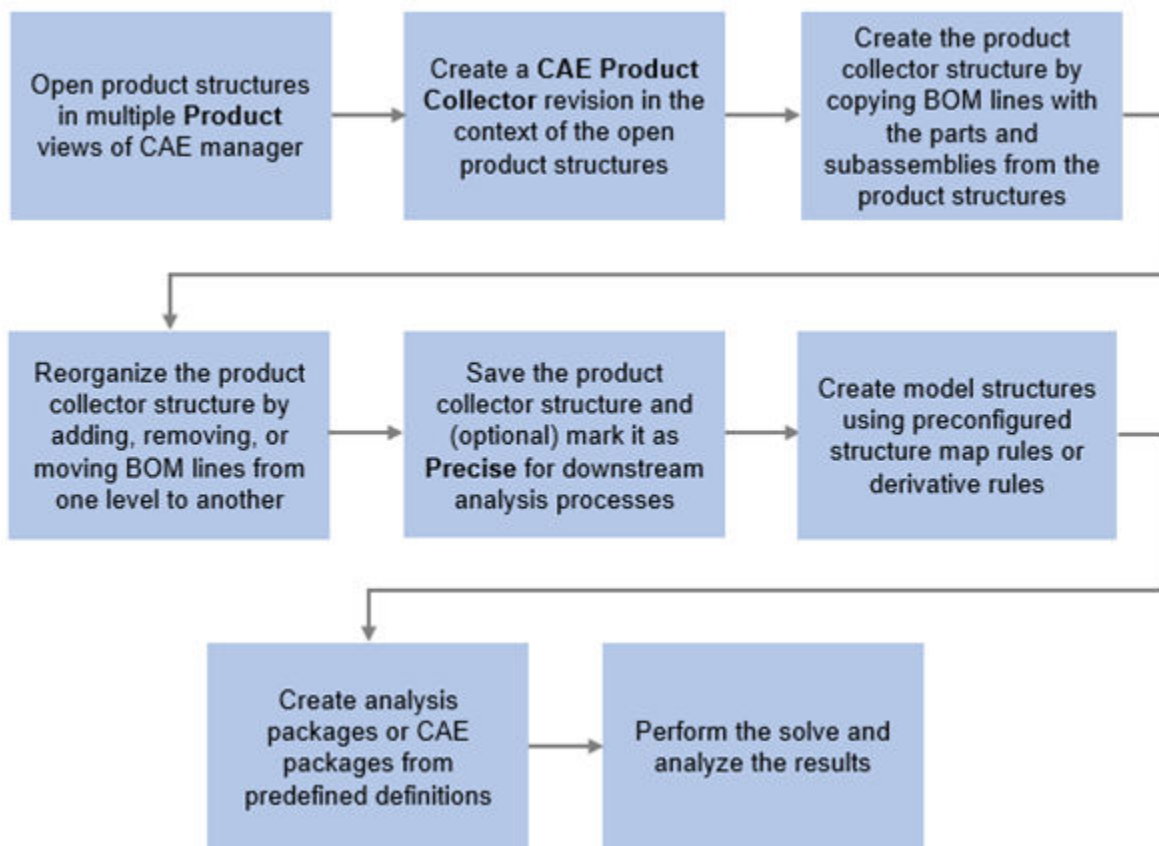 Open product structures
in multiple Product
views of CAE manager
Create a CAE Product
Collector revision in the
context of the open
product structures
Create the product
collector structure by
copying BOM lines with
the parts and
subassemblies from the
product structures
Reorganize the product
collector structure by
adding, removing, or
moving BOM lines from
one level to another
Save the product
collector structure and
(optional) mark it as
Precise for downstream
analysis processes
Create model structures
using preconfigured
structure map rules or
derivative rules
Create analysis
packages or CAE
packages from
predefined definitions
Perform the solve and
analyze the results